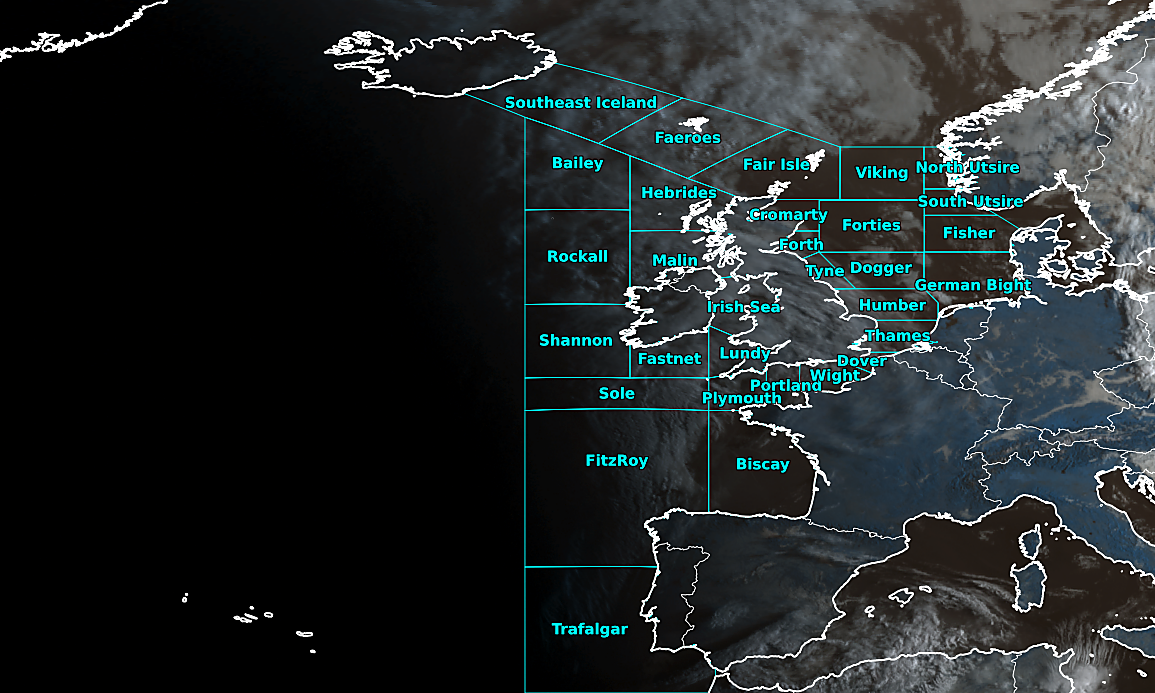 Southeast Iceland
Faeroes
Bailey
Fair Isle
Viking
North Utsire
Hebrides
South Utsire
Cromarty
Forties
Fisher
Forth
Rockall
Malin
Tyne
Dogger
German Bight
Irish Sea
Humber
Shannon
Thames
Fastnet
Lundy
Dover
Wight
Portland
Sole
Plymouth
FitzRoy
Biscay
Trafalgar